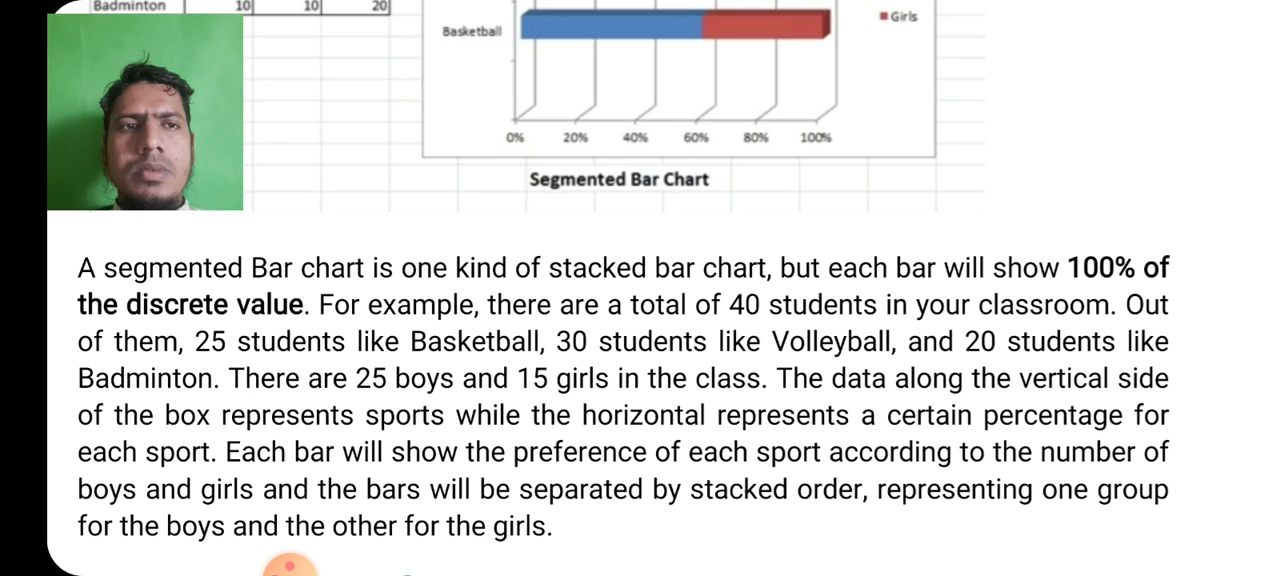 Badminton 10 10 20
Girls
Basketball
0% 20% 40% 60% 80% 100%
Segmented Bar Chart
A segmented Bar chart is one kind of stacked bar chart, but each bar will show 100% of
the discrete value. For example, there are a total of 40 students in your classroom. Out
of them, 25 students like Basketball, 30 students like Volleyball, and 20 students like
Badminton. There are 25 boys and 15 girls in the class. The data along the vertical side
of the box represents sports while the horizontal represents a certain percentage for
each sport. Each bar will show the preference of each sport according to the number of
boys and girls and the bars will be separated by stacked order, representing one group
for the boys and the other for the girls.